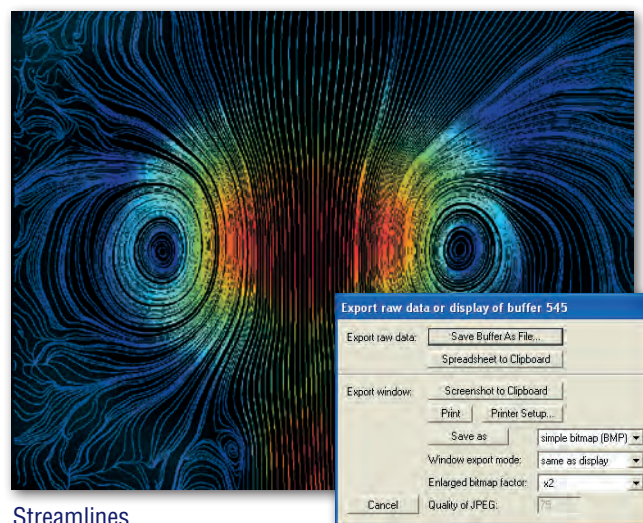 Export raw data or display of buffer 545
Export raw data:
Save Buffer As File...
Spreadsheet to Clipboard
Export window:
Screenshot to Clipboard
Print Printer Setup...
Save as simple bitmap (BMP)
Window export mode: same as display
Enlarged bitmap factor: x2
Cancel Quality of JPEG: 75
Streamlines